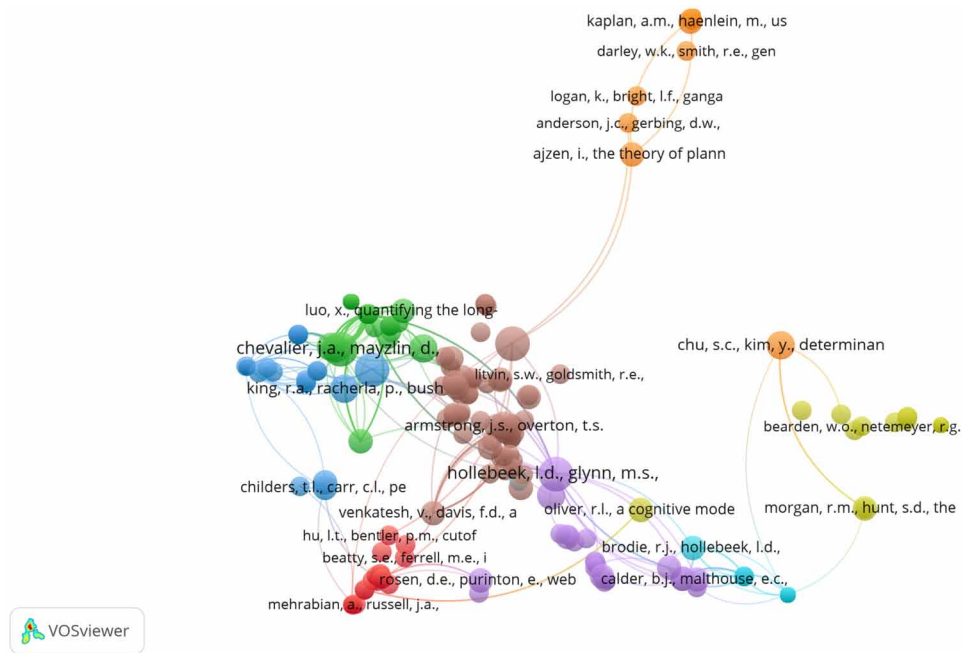 kaplan, a.m., haenlein, m., us
darley, w.k., smith, r.e., gen
logan, k., bright, l.f., ganga
anderson, j.c., gerbing, d.w.,
ajzen, i., the theory of plann
luo, x., quantifying the long-
chevalier, j.a., mayzlin, d.,
chu, s.c., kim, y., determinan
litvin, s.w., goldsmith, r.e.,
king, r.a., racherla, p., bush
armstrong, j.s., overton, t.s.
bearden, w.o., netemeyer, r.g.
hollebeek, l.d., glynn, m.s.,
childers, t.l., carr, c.l., pe
venkatesh, v., davis, f.d., a
oliver, r.l., a cognitive mode
morgan, r.m., hunt, s.d., the
hu, l.t., bentler, p.m., cutof
brodie, r.j., hollebeek, l.d.,
beatty, s.e., ferrell, m.e., i
rosen, d.e., purinton, e., web
calder, b.j., malthouse, e.c.,
mehrabian, a., russell, j.a.,
VOSviewer